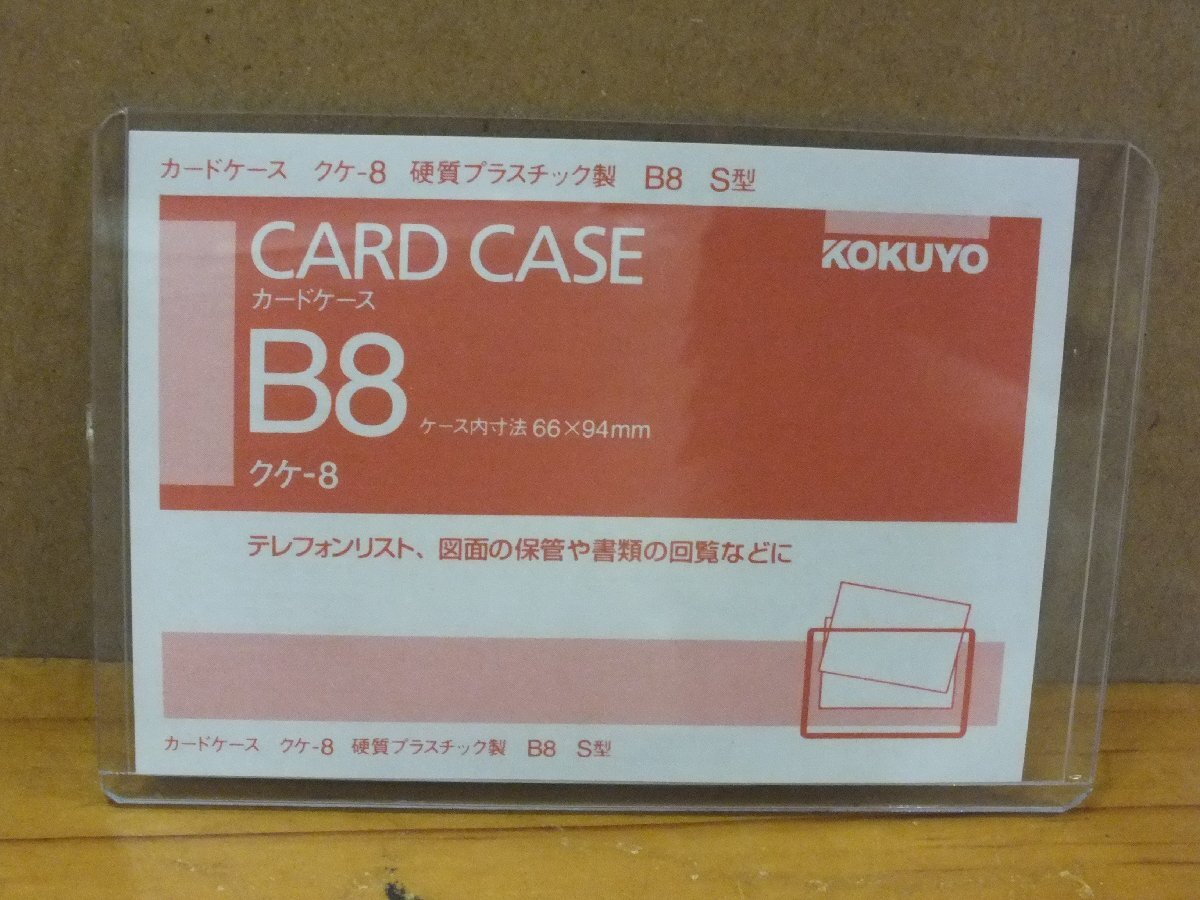 カードケース クケ-8 硬質プラスチック製 B8 S型
CARD CASE
KOKUYO
カードケース
B8
ケース内寸法 66×94mm
クケ-8
テレフォンリスト、図面の保管や書類の回覧などに
カードケース クケ-8 硬質プラスチック製 B8 S型